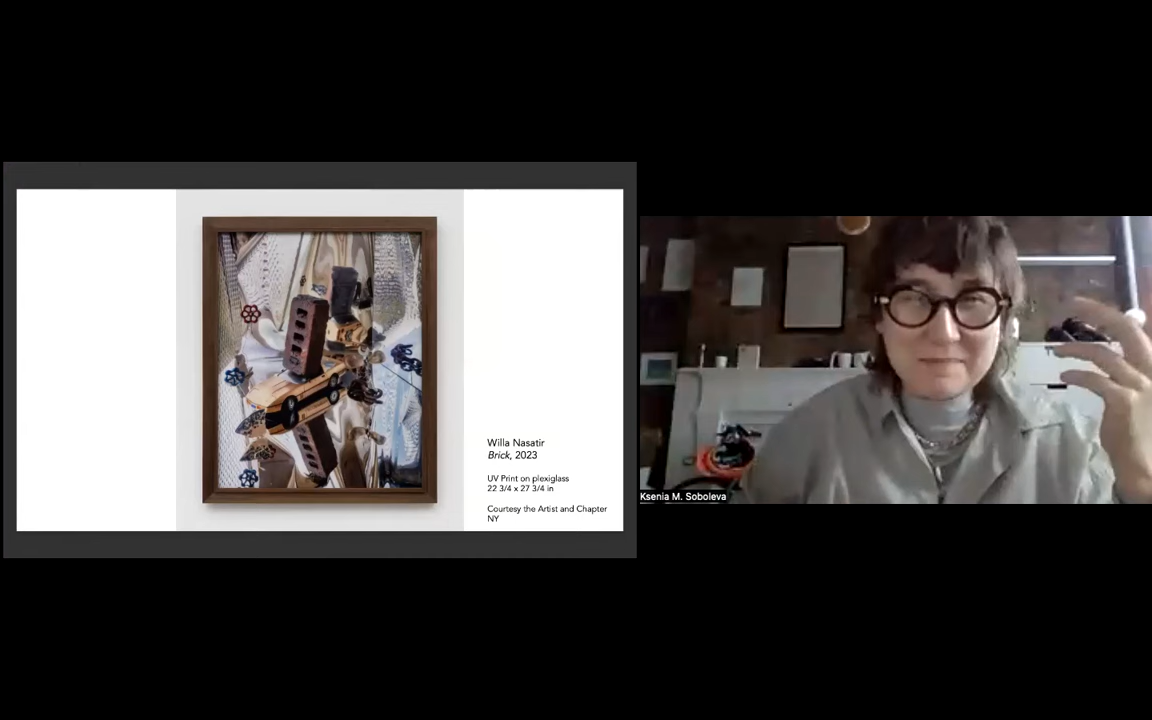 Willa Nasatir
Brick, 2023
UV Print on plexiglass
22 3/4 x 27 3/4 in
Courtesy the Artist and Chapter
NY
Ksenia M. Soboleva